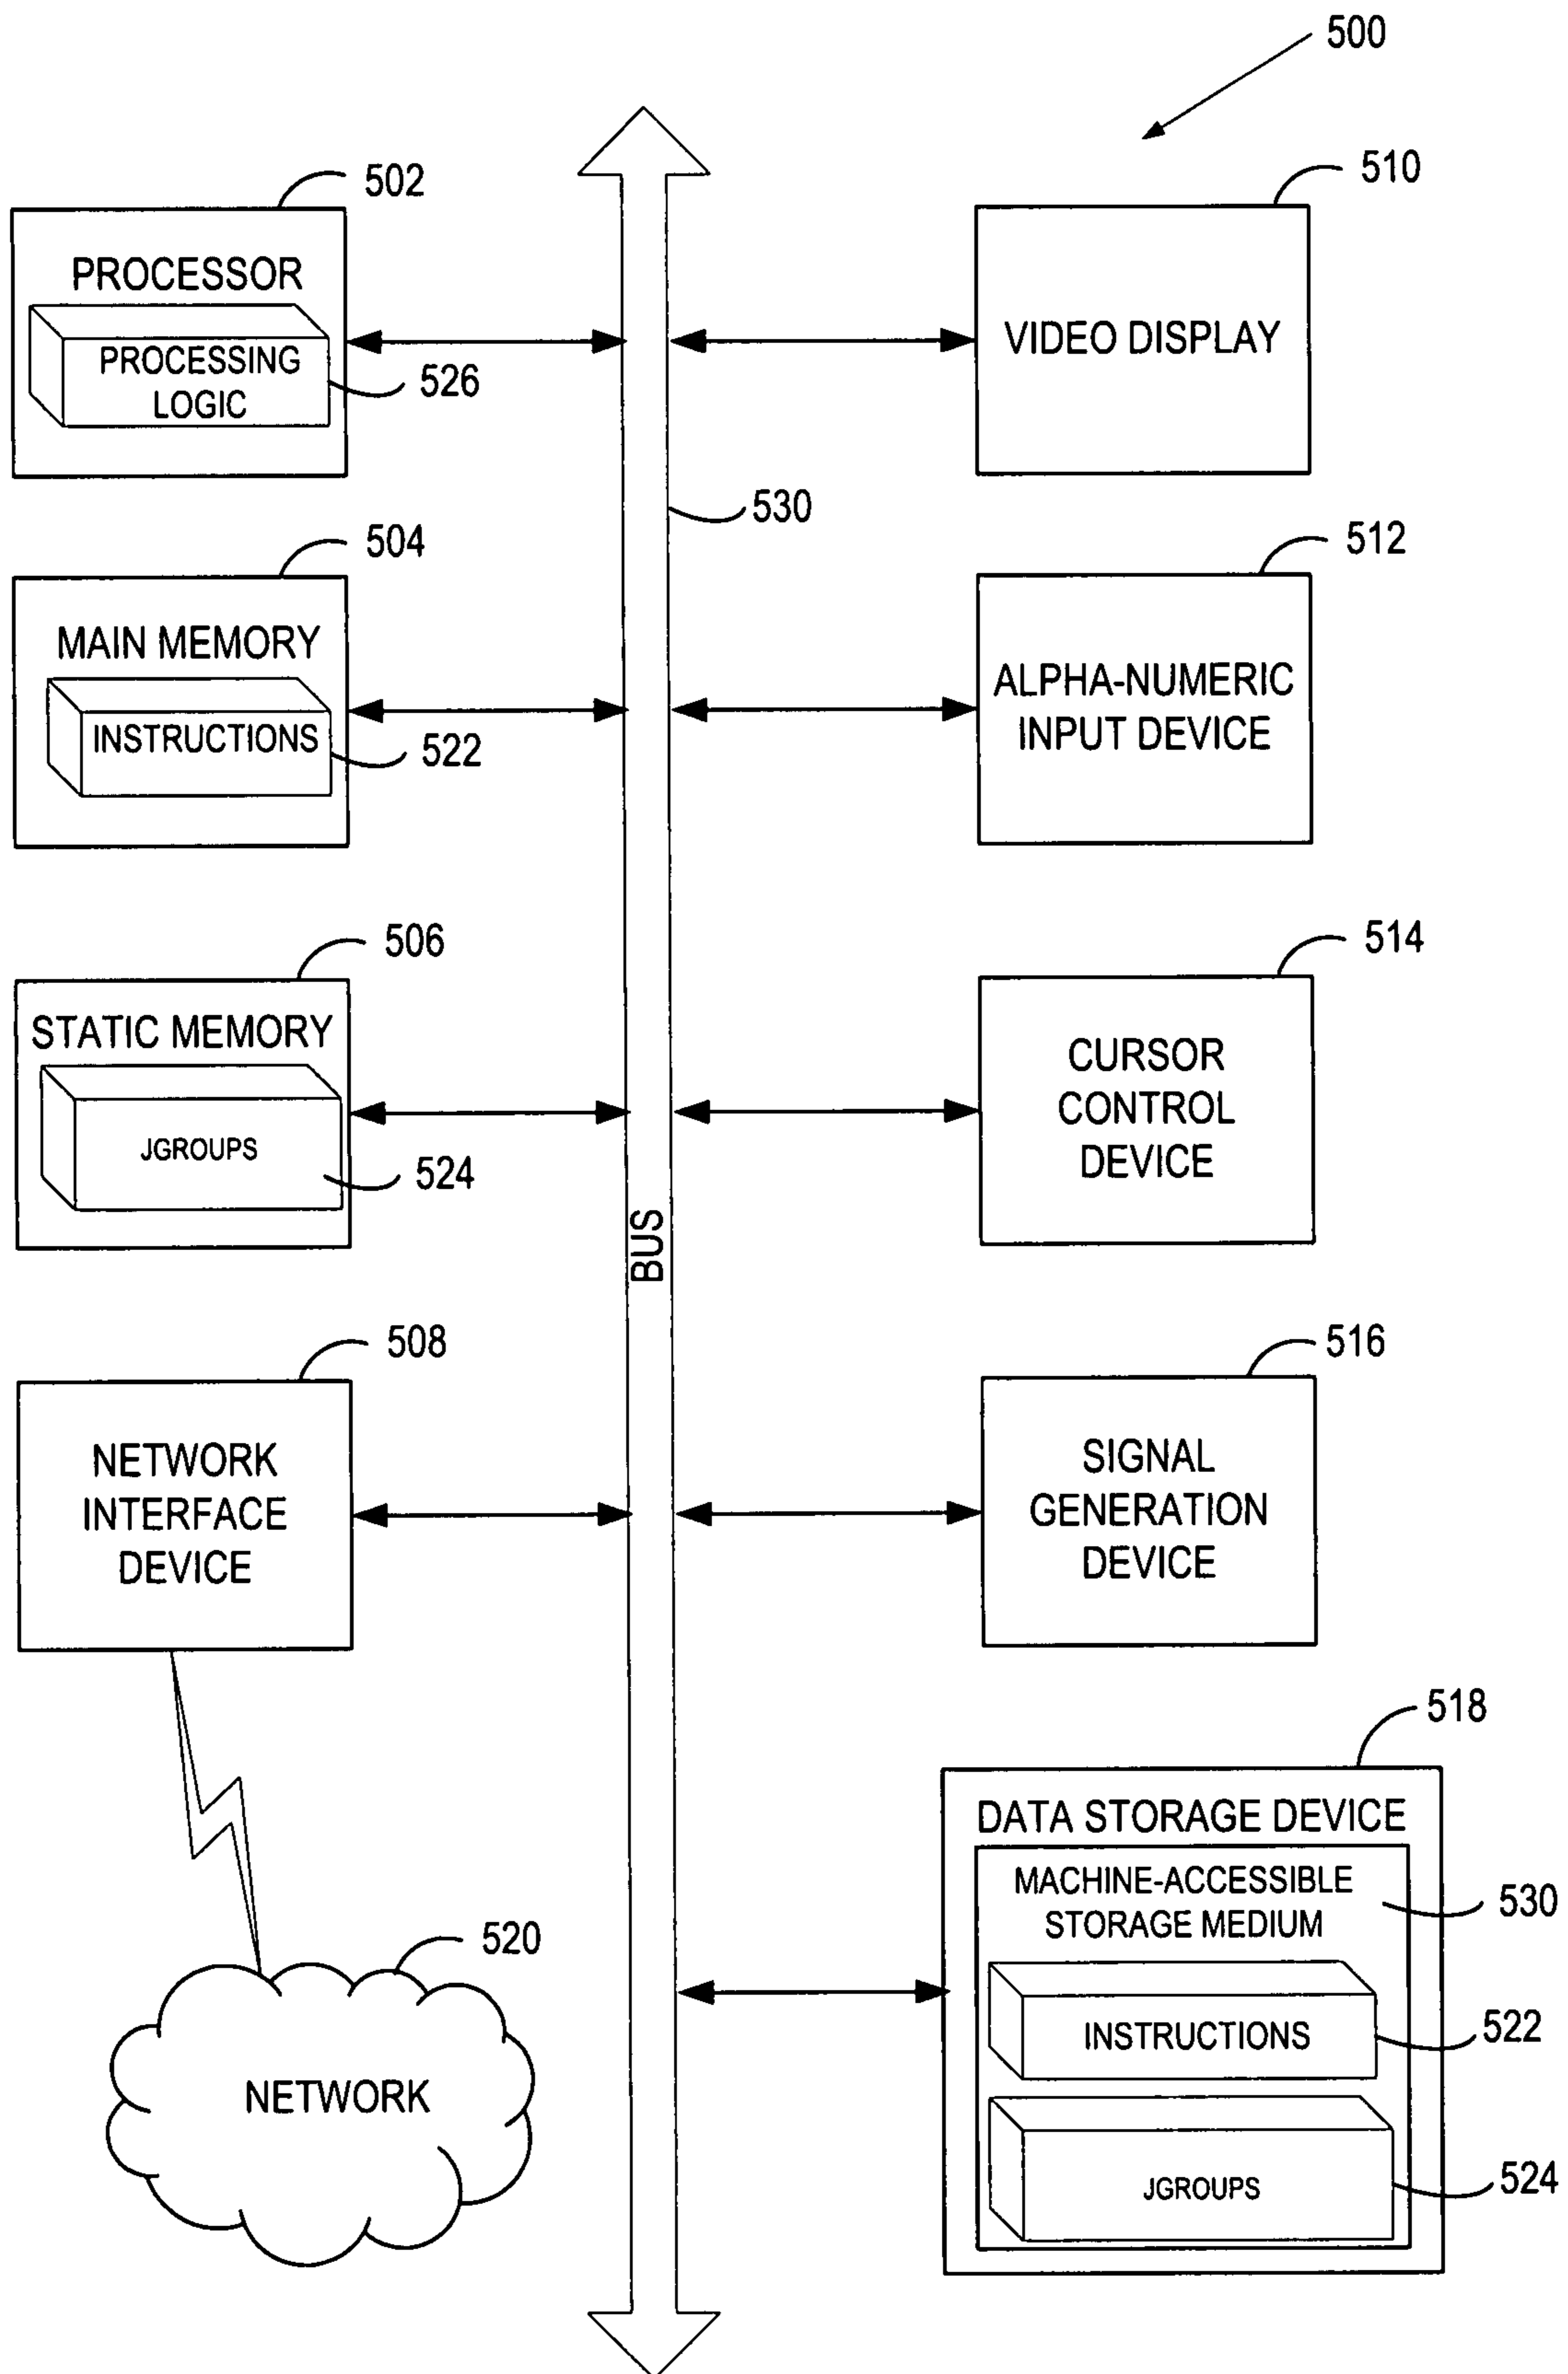 500
502
PROCESSOR
PROCESSING
LOGIC
526
510
VIDEO DISPLAY
530
504
MAIN MEMORY
INSTRUCTIONS
522
512
ALPHA-NUMERIC
INPUT DEVICE
506
STATIC MEMORY
JGROUPS
524
514
CURSOR
CONTROL
DEVICE
BUS
508
NETWORK
INTERFACE
DEVICE
516
SIGNAL
GENERATION
DEVICE
518
DATA STORAGE DEVICE
MACHINE-ACCESSIBLE
STORAGE MEDIUM
530
INSTRUCTIONS
522
JGROUPS
524
520
NETWORK